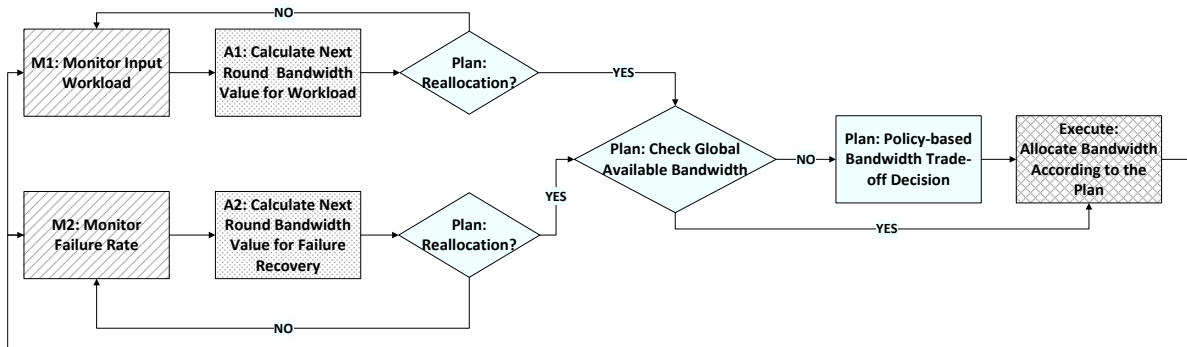 NO
M1: Monitor Input
Workload
A1: Calculate Next
Round Bandwidth
Value for Workload
Plan:
Reallocation?
YES
Plan: Check Global
Available Bandwidth
NO
Plan: Policy-based
Bandwidth Trade-
off Decision
Execute:
Allocate Bandwidth
According to the
Plan
M2: Monitor
Failure Rate
A2: Calculate Next
Round Bandwidth
Value for Failure
Recovery
Plan:
Reallocation?
YES
YES
NO